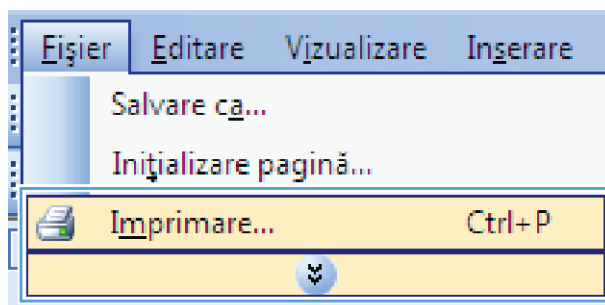 Fişier Editare Vizualizare Inserare
Salvare ca...
Iniţializare pagină...
Imprimare... Ctrl+P